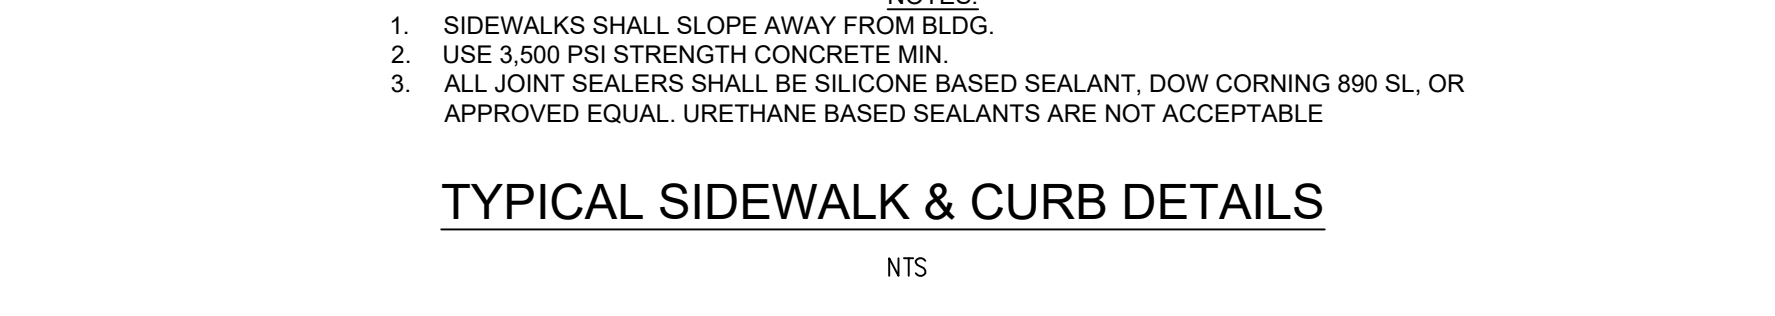 NOTES:
1. SIDEWALKS SHALL SLOPE AWAY FROM BLDG.
2. USE 3,500 PSI STRENGTH CONCRETE MIN.
3. ALL JOINT SEALERS SHALL BE SILICONE BASED SEALANT, DOW CORNING 890 SL, OR
APPROVED EQUAL. URETHANE BASED SEALANTS ARE NOT ACCEPTABLE
TYPICAL SIDEWALK & CURB DETAILS
NTS